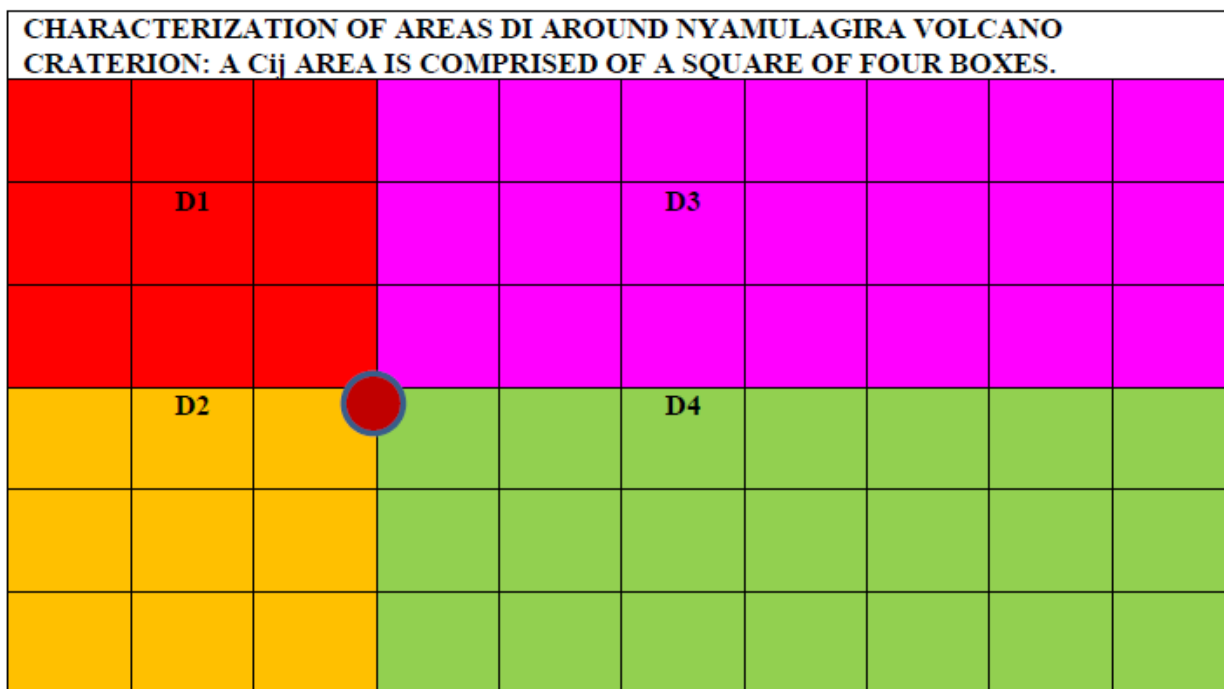 CHARACTERIZATION OF AREAS DI AROUND NYAMULAGIRA VOLCANO
CRATERION: A Cij AREA IS COMPRISED OF A SQUARE OF FOUR BOXES.
D1 D3
D2 D4